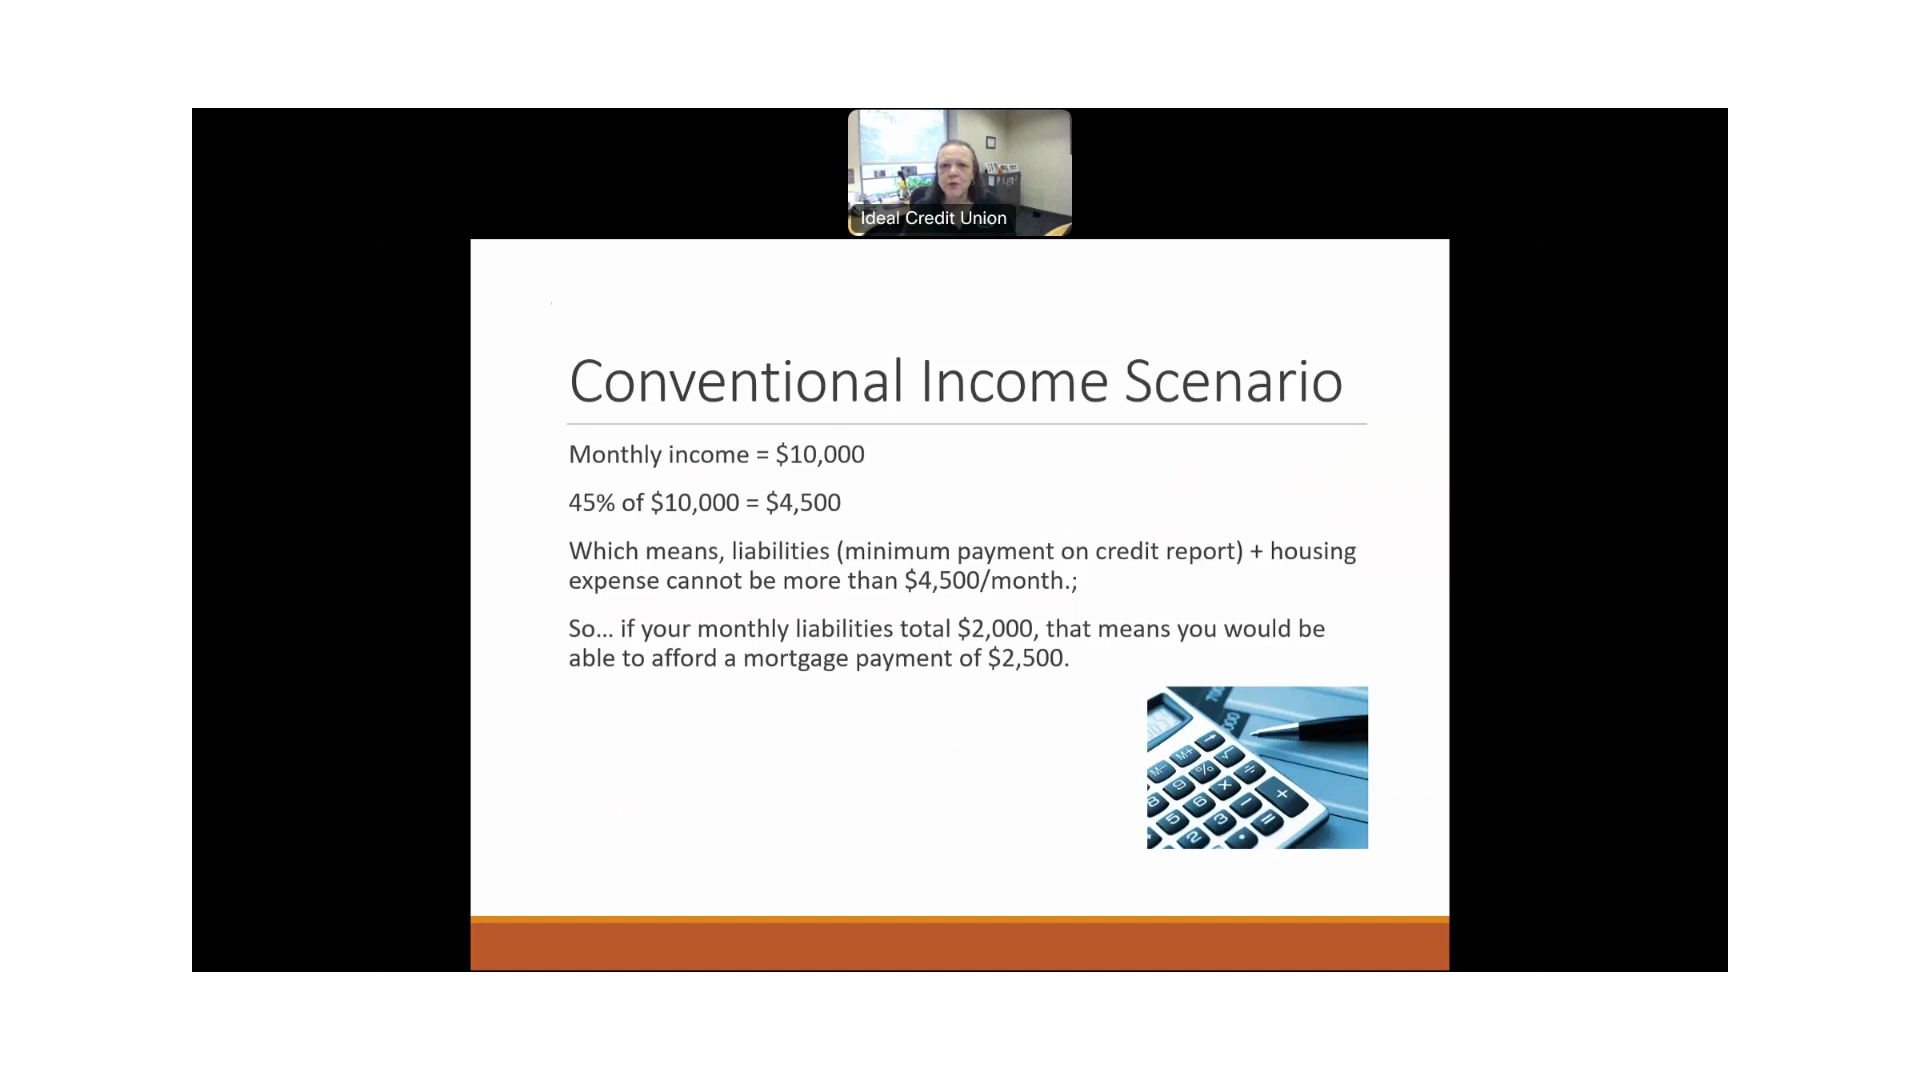 Ideal Credit Union
Conventional Income Scenario
Monthly income = $10,000
45% of $10,000 = $4,500
Which means, liabilities (minimum payment on credit report) + housing
expense cannot be more than $4,500/month.;
So... if your monthly liabilities total $2,000, that means you would be
able to afford a mortgage payment of $2,500.